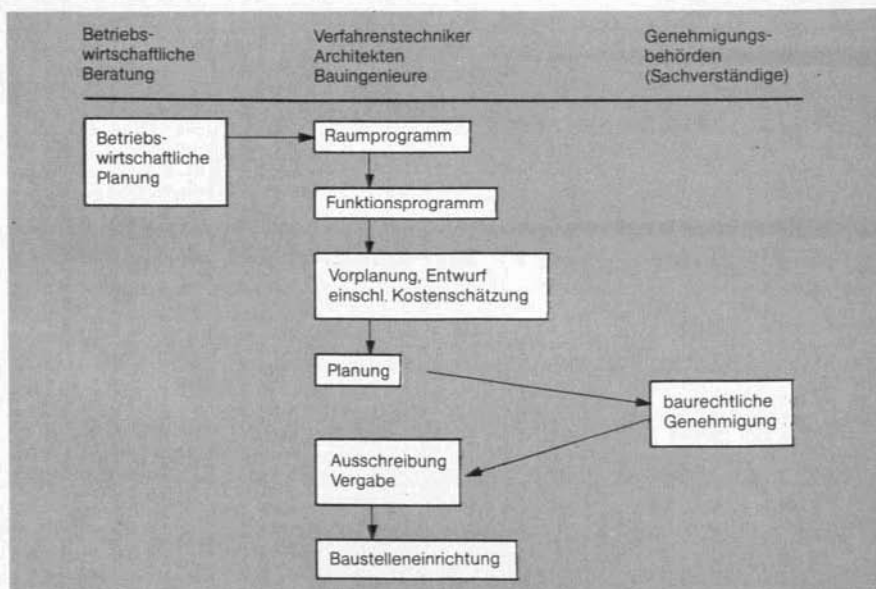 Betriebs-
wirtschaftliche
Beratung
Verfahrenstechniker
Architekten
Bauingenieure
Genehmigungs-
behörden
(Sachverständige)
Betriebs-
wirtschaftliche
Planung
Raumprogramm
Funktionsprogramm
Vorplanung, Entwurf
einschl. Kostenschätzung
Planung
baurechtliche
Genehmigung
Ausschreibung
Vergabe
Baustelleneinrichtung